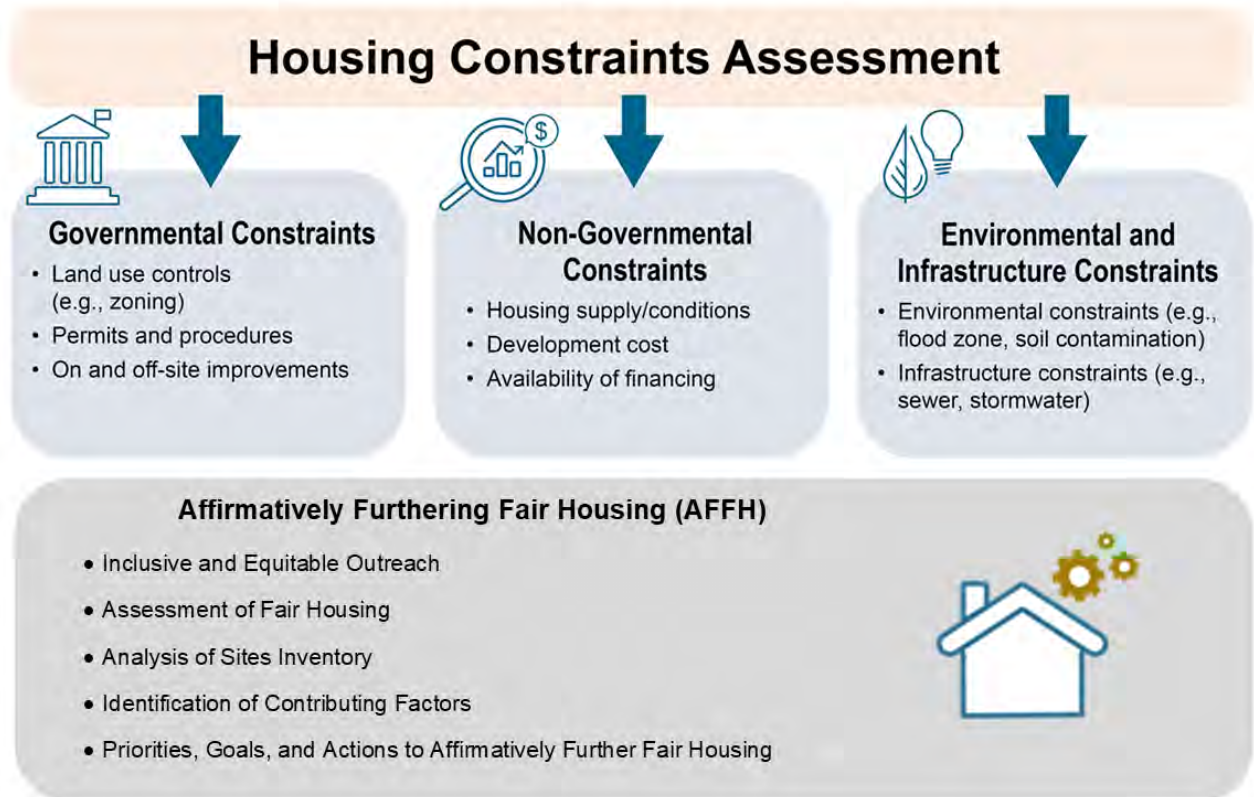 Housing Constraints Assessment
$
Governmental Constraints
• Land use controls
(e.g., zoning)
• Permits and procedures
• On and off-site improvements
Non-Governmental
Constraints
• Housing supply/conditions
• Development cost
• Availability of financing
Environmental and
Infrastructure Constraints
• Environmental constraints (e.g.,
flood zone, soil contamination)
• Infrastructure constraints (e.g.,
sewer, stormwater)
Affirmatively Furthering Fair Housing (AFFH)
• Inclusive and Equitable Outreach
• Assessment of Fair Housing
• Analysis of Sites Inventory
• Identification of Contributing Factors
• Priorities, Goals, and Actions to Affirmatively Further Fair Housing